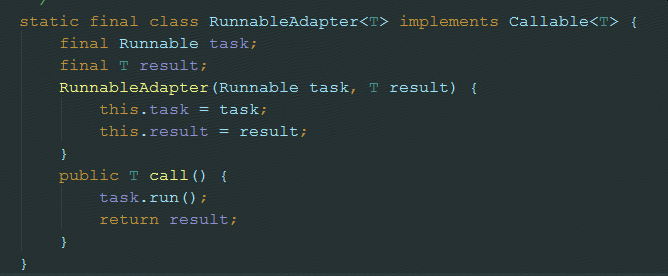 /
static final class RunnableAdapter<T> implements Callable<T> {
    final Runnable task;
    final T result;
    RunnableAdapter(Runnable task, T result) {
        this.task = task;
        this.result = result;
    }
    public T call() {
        task.run();
        return result;
    }
}